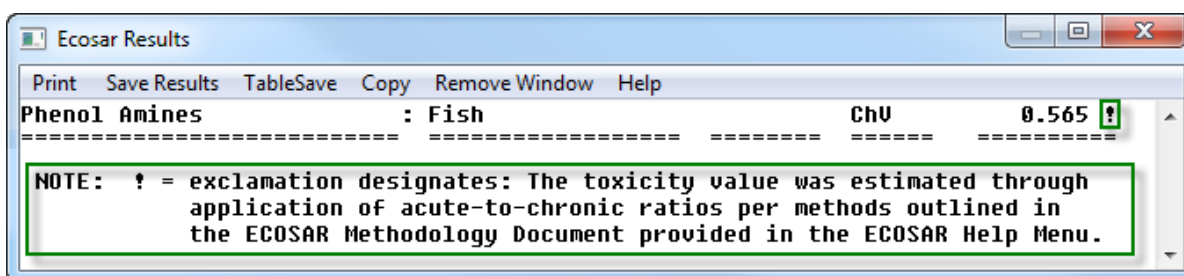 Ecosar Results
Print Save Results TableSave Copy Remove Window Help
Phenol Amines : Fish ChV 0.565 !
============================ =================== ======== ====== ==========
NOTE: ! = exclamation designates: The toxicity value was estimated through
application of acute-to-chronic ratios per methods outlined in
the ECOSAR Methodology Document provided in the ECOSAR Help Menu.